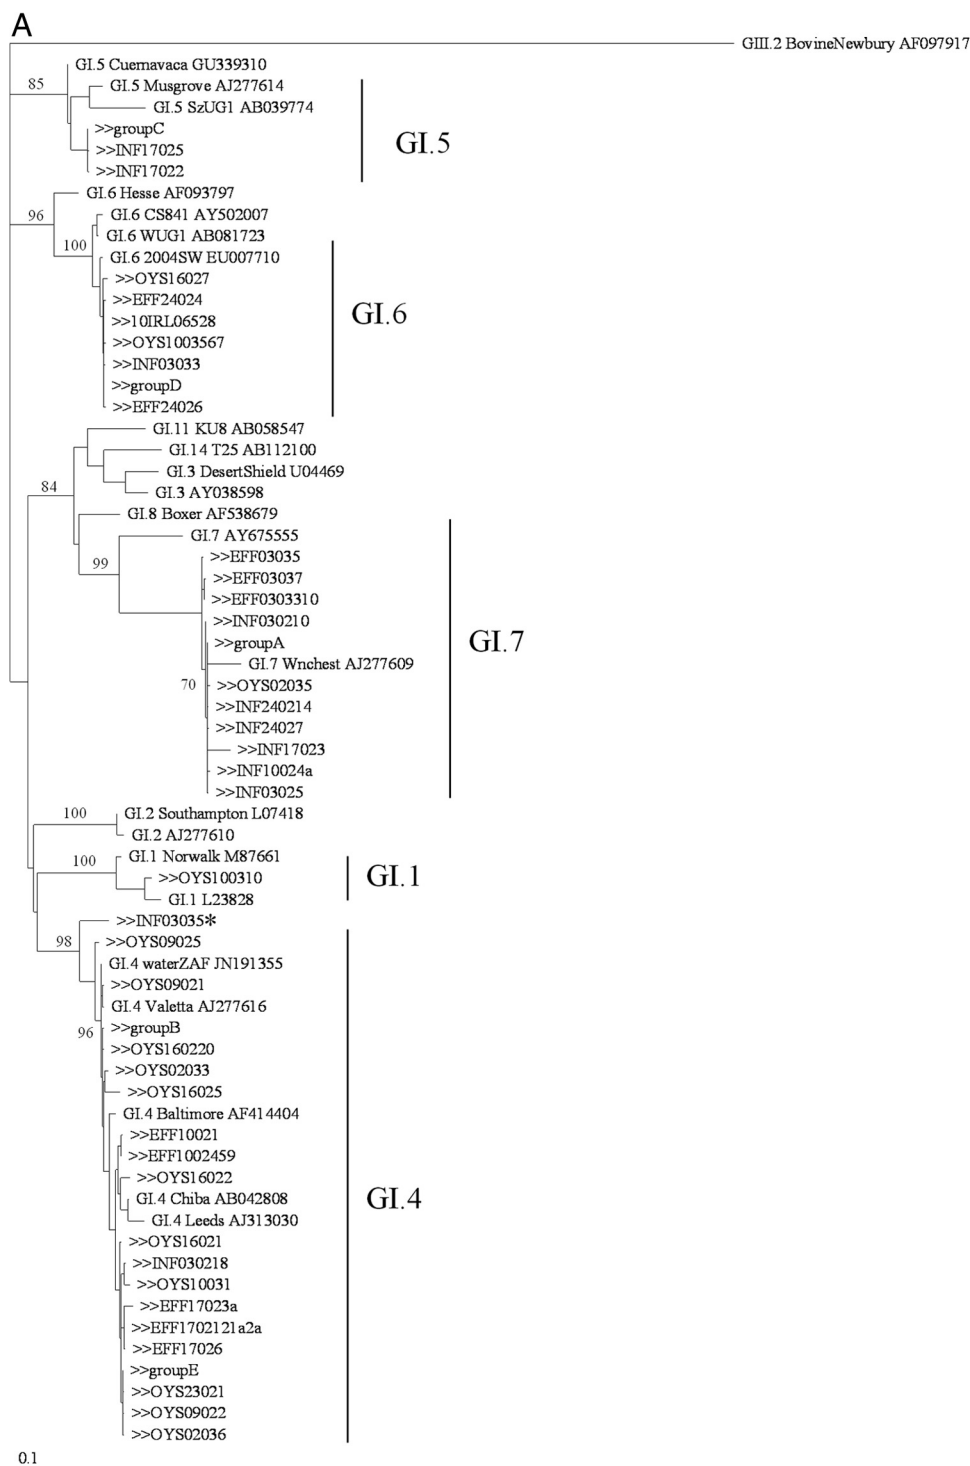 A
GIII.2 BovineNewbury AF097917
GI.5 Cuernavaca GU339310
85
GI.5 Musgrove AJ277614
GI.5 SzUG1 AB039774
>>groupC
GI.5
>>INF17025
>>INF17022
GI.6 Hesse AF093797
96
GI.6 CS841 AY502007
GI.6 WUG1 AB081723
100
GI.6 2004SW EU007710
>>OYS16027
>>EFF24024
GI.6
>>10IRL06528
>>OYS1003567
>>INF03033
>>groupD
>>EFF24026
GI.11 KU8 AB058547
GI.14 T25 AB112100
GI.3 DesertShield U04469
84
GI.3 AY038598
GI.8 Boxer AF538679
GI.7 AY675555
>>EFF03035
99
>>EFF03037
>>EFF0303310
>>INF030210
>>groupA
GI.7
GI.7 Wnchest AJ277609
70
>>OYS02035
>>INF240214
>>INF24027
>>INF17023
>>INF10024a
>>INF03025
100
GI.2 Southampton L07418
GI.2 AJ277610
GI.1 Norwalk M87661
100
>>OYS100310
GI.1
GI.1 L23828
>>INF03035*
98
>>OYS09025
GI.4 waterZAF JN191355
>>OYS09021
GI.4 Valetta AJ277616
96
>>groupB
>>OYS160220
>>OYS02033
>>OYS16025
GI.4 Baltimore AF414404
>>EFF10021
>>EFF1002459
>>OYS16022
GI.4 Chiba AB042808
GI.4
GI.4 Leeds AJ313030
>>OYS16021
>>INF030218
>>OYS10031
>>EFF17023a
>>EFF1702121a2a
>>EFF17026
>>groupE
>>OYS23021
>>OYS09022
>>OYS02036
0.1